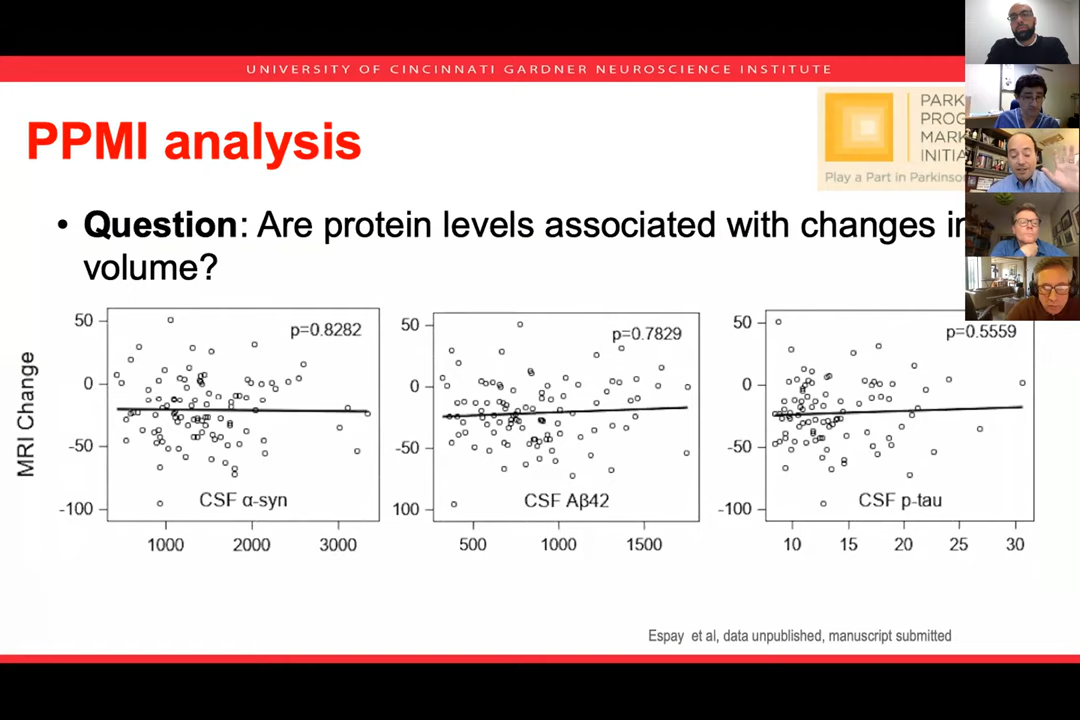 UNIVERSITY OF CINCINNATI GARDNER NEUROSCIENCE INSTITUTE
PPMI analysis
PARK
PROG
MARK
INITIA
Play a Part in Parkinson
• Question: Are protein levels associated with changes in
volume?
MRI Change
50
0
-50
-100
p=0.8282
CSF α-syn
1000 2000 3000
50
0
-50
100
p=0.7829
CSF Aβ42
500 1000 1500
50
0
-50
-100
p=0.5559
CSF p-tau
10 15 20 25 30
Espay et al, data unpublished, manuscript submitted